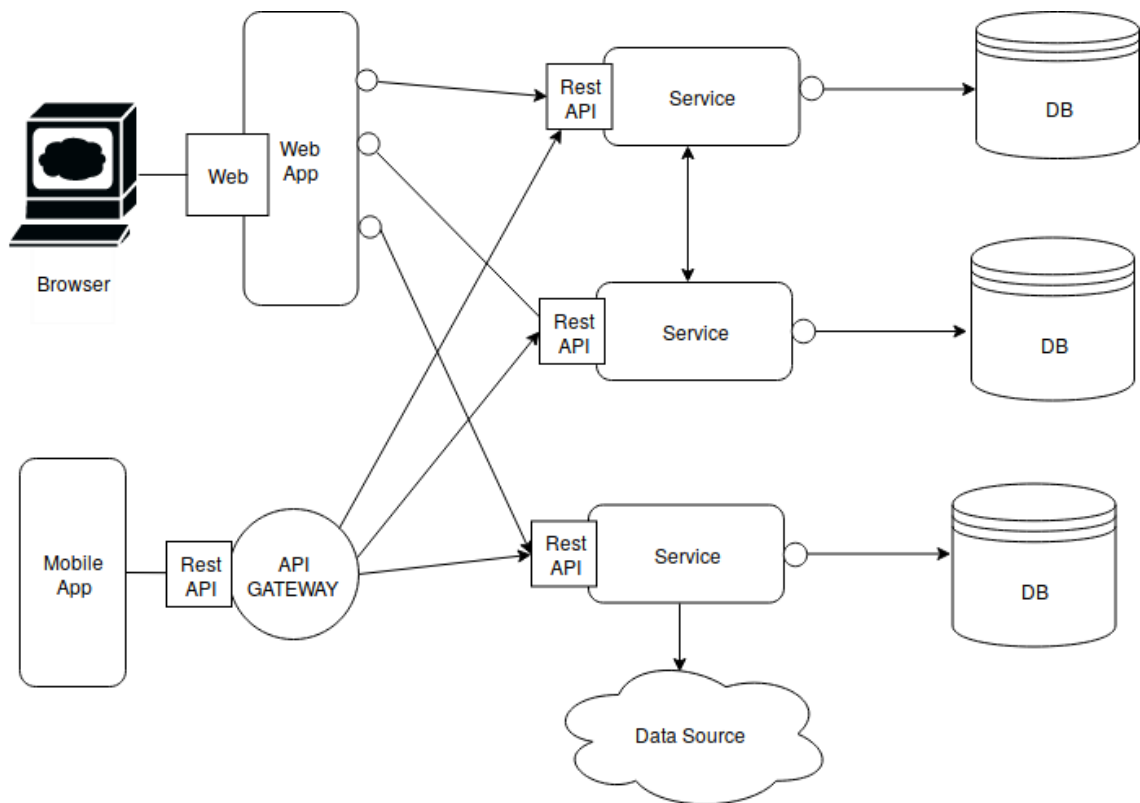 Rest
API
Service
DB
Web
Web
App
Browser
Rest
API
Service
DB
Mobile
App
Rest
API
API
GATEWAY
Rest
API
Service
DB
Data Source